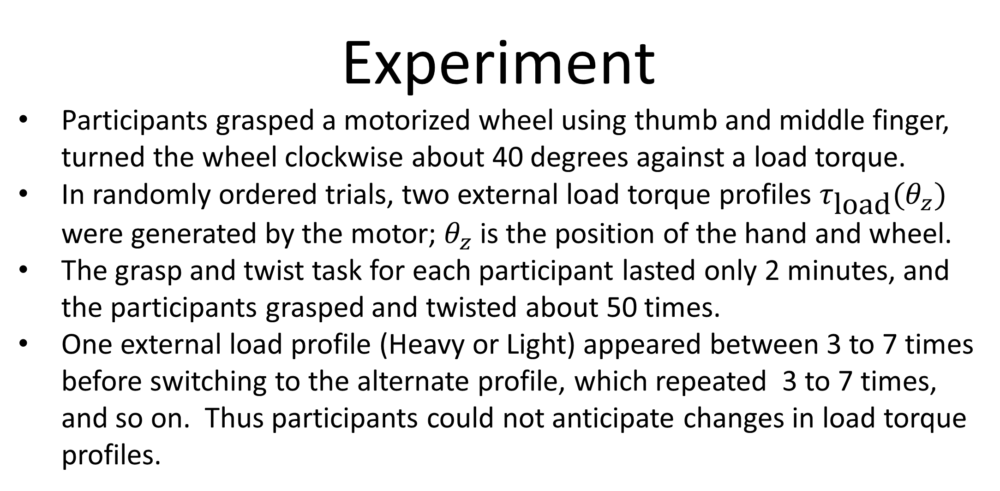 Experiment
• Participants grasped a motorized wheel using thumb and middle finger,
turned the wheel clockwise about 40 degrees against a load torque.
• In randomly ordered trials, two external load torque profiles τ_load(θ_z)
were generated by the motor; θ_z is the position of the hand and wheel.
• The grasp and twist task for each participant lasted only 2 minutes, and
the participants grasped and twisted about 50 times.
• One external load profile (Heavy or Light) appeared between 3 to 7 times
before switching to the alternate profile, which repeated  3 to 7 times,
and so on.  Thus participants could not anticipate changes in load torque
profiles.